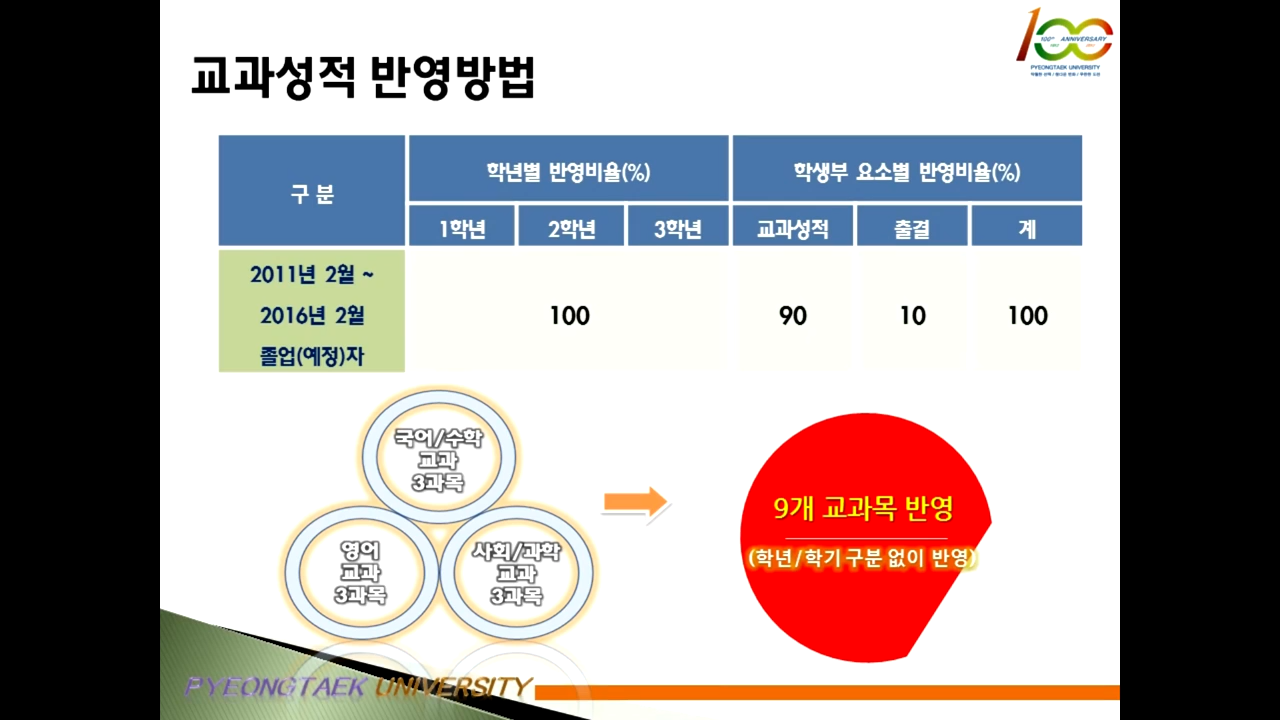 100th ANNIVERSARY
PYEONGTAEK UNIVERSITY
교과성적 반영방법
구 분
학년별 반영비율(%)
학생부 요소별 반영비율(%)
1학년
2학년
3학년
교과성적
출결
계
2011년 2월 ~
2016년 2월
졸업(예정)자
100
90
10
100
국어/수학
교과
3과목
영어
교과
3과목
사회/과학
교과
3과목
9개 교과목 반영
(학년/학기 구분 없이 반영)
PYEONGTAEK UNIVERSITY